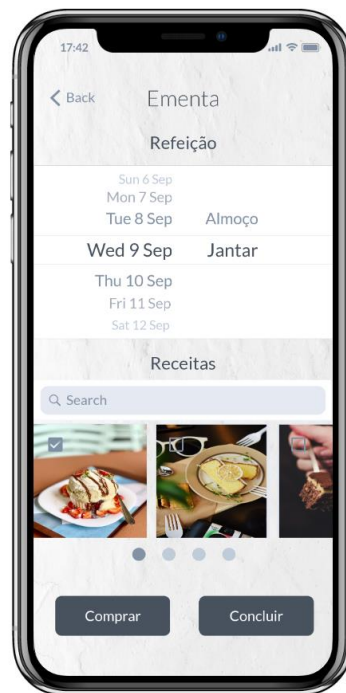 17:42
Back
Ementa
Refeição
Sun 6 Sep
Mon 7 Sep
Tue 8 Sep Almoço
Wed 9 Sep Jantar
Thu 10 Sep
Fri 11 Sep
Sat 12 Sep
Receitas
Search
Comprar Concluir